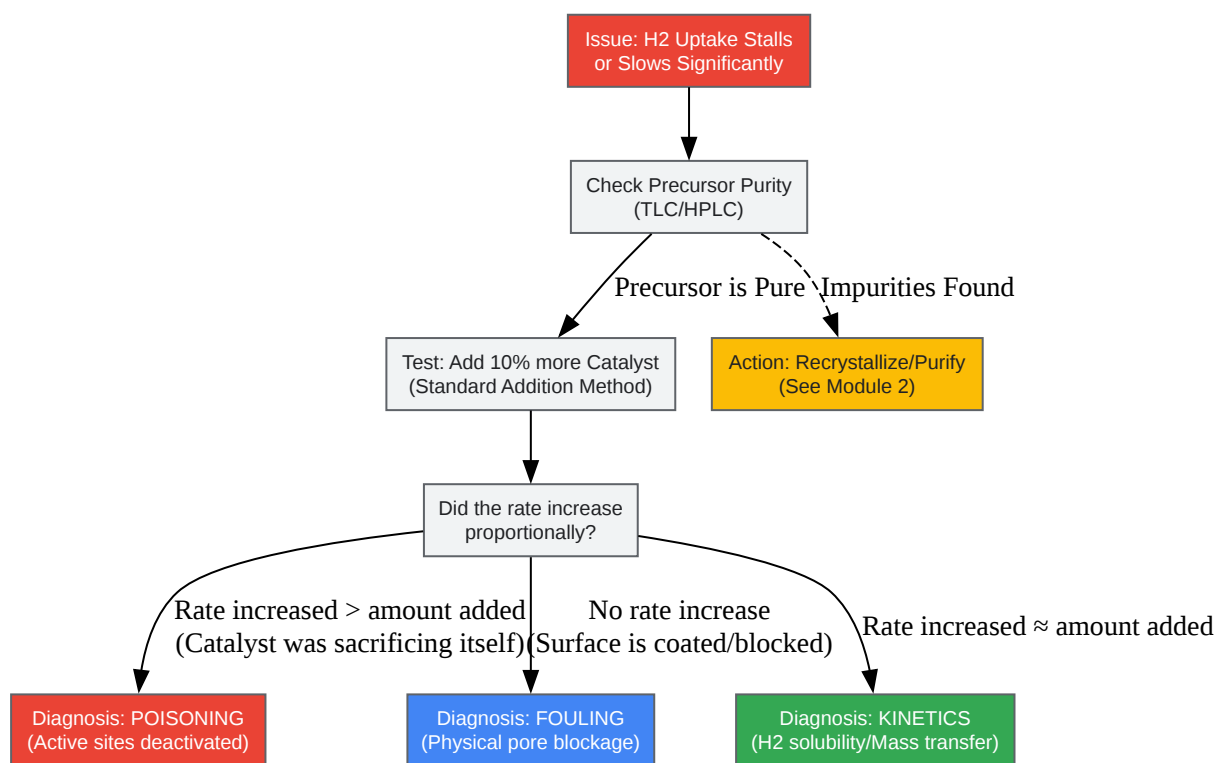 Issue: H2 Uptake Stalls
or Slows Significantly
Check Precursor Purity
(TLC/HPLC)
Precursor is Pure
Impurities Found
Test: Add 10% more Catalyst
(Standard Addition Method)
Action: Recrystallize/Purify
(See Module 2)
Did the rate increase
proportionally?
Rate increased > amount added
(Catalyst was sacrificing itself)
No rate increase
(Surface is coated/blocked)
Rate increased ≈ amount added
Diagnosis: POISONING
(Active sites deactivated)
Diagnosis: FOULING
(Physical pore blockage)
Diagnosis: KINETICS
(H2 solubility/Mass transfer)